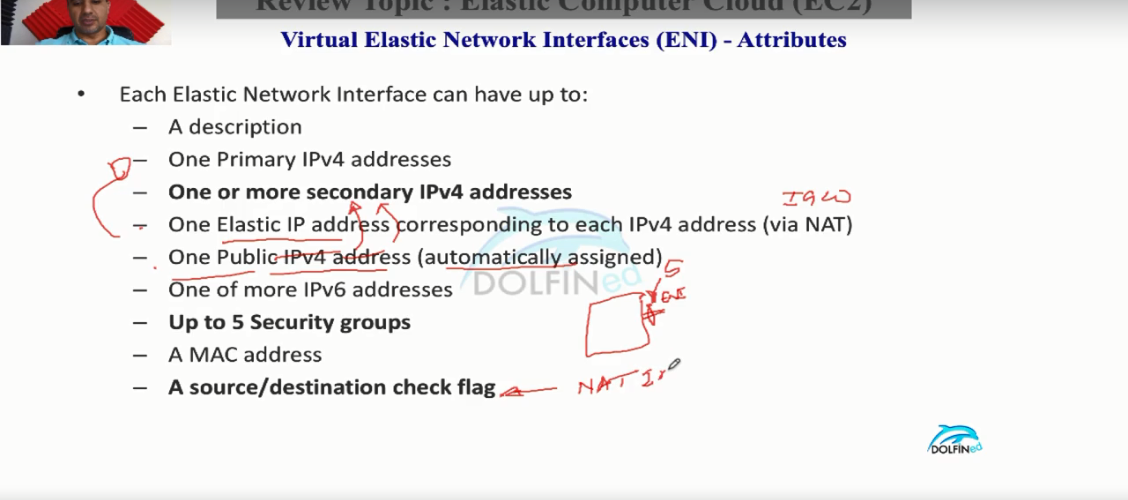 Review Topic : Elastic Computer Cloud (EC2)
Virtual Elastic Network Interfaces (ENI) - Attributes
• Each Elastic Network Interface can have up to:
– A description
– One Primary IPv4 addresses
– One or more secondary IPv4 addresses
IGW
– One Elastic IP address corresponding to each IPv4 address (via NAT)
– One Public IPv4 address (automatically assigned)
5
– One of more IPv6 addresses
DOLFINed
ENI
– Up to 5 Security groups
– A MAC address
– A source/destination check flag
NAT
DOLFINed